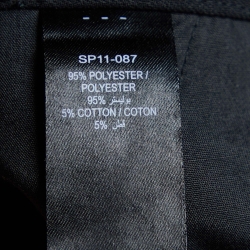 SP11-087
95% POLYESTER /
POLYESTER
95% بوليستر
5% COTTON / COTON
5% قطن